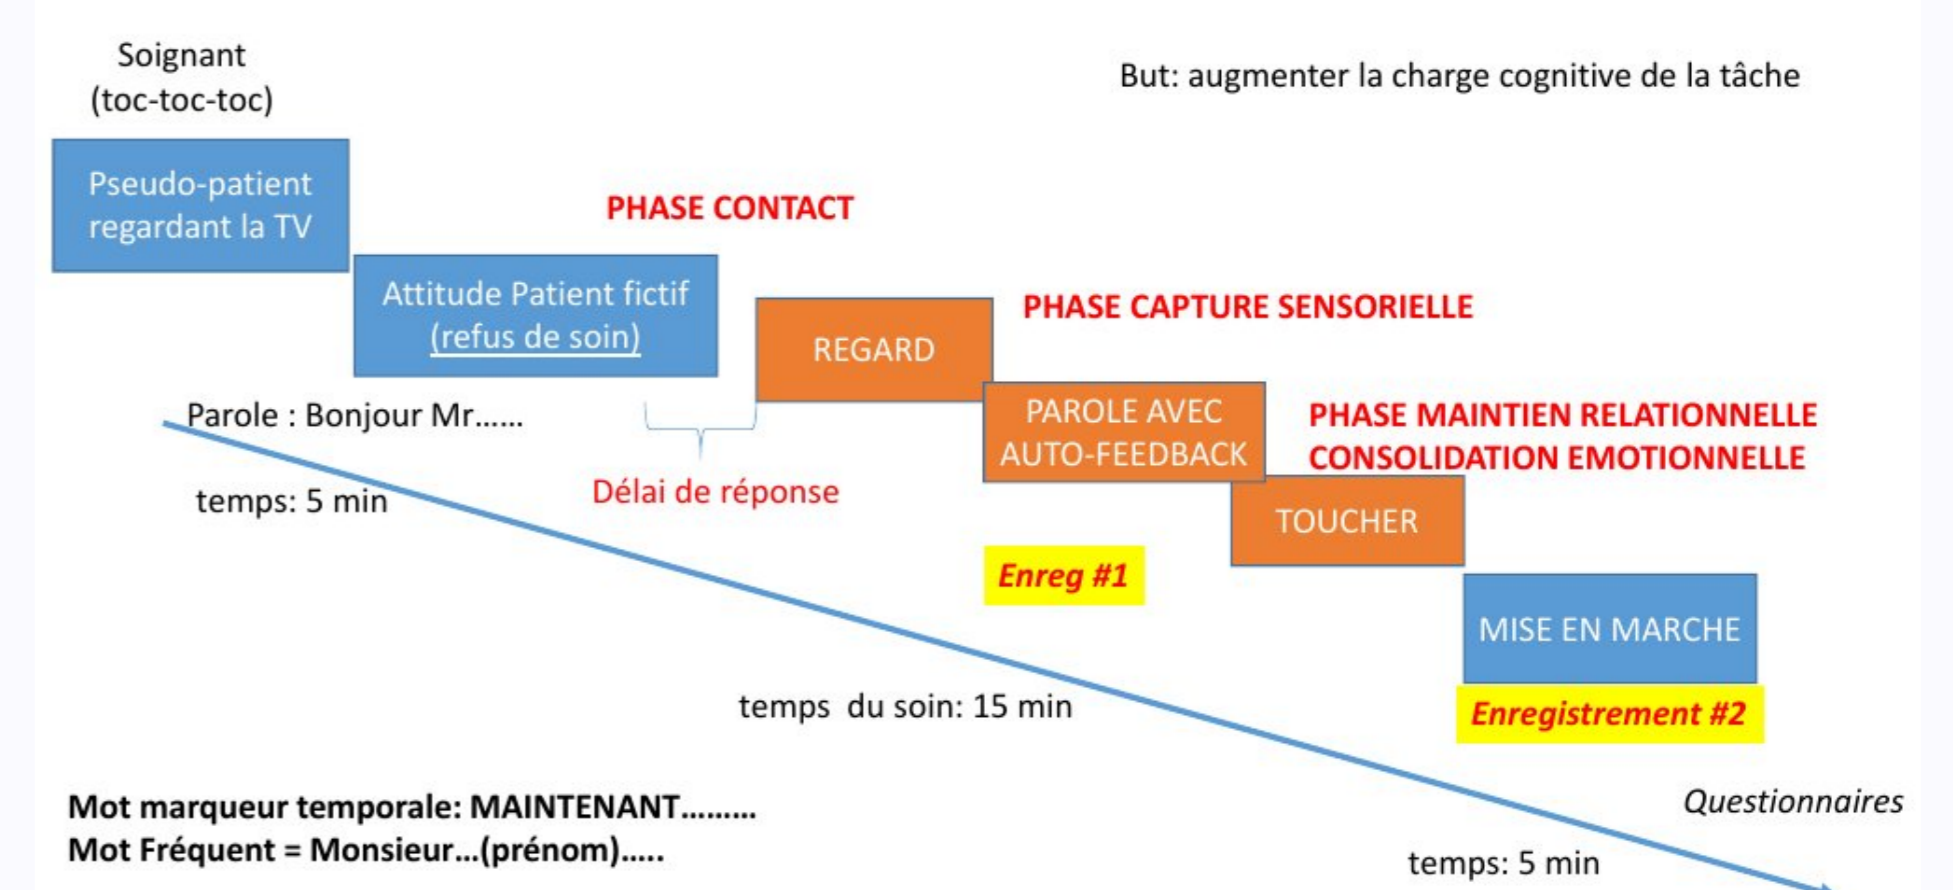 Soignant
(toc-toc-toc)
But: augmenter la charge cognitive de la tâche
Pseudo-patient
regardant la TV
PHASE CONTACT
Attitude Patient fictif
(refus de soin)
REGARD
PHASE CAPTURE SENSORIELLE
Parole : Bonjour Mr......
PAROLE AVEC
AUTO-FEEDBACK
PHASE MAINTIEN RELATIONNELLE
CONSOLIDATION EMOTIONNELLE
temps: 5 min
Délai de réponse
TOUCHER
Enreg #1
MISE EN MARCHE
temps  du soin: 15 min
Enregistrement #2
Mot marqueur temporale: MAINTENANT.........
Questionnaires
Mot Fréquent = Monsieur...(prénom).....
temps: 5 min